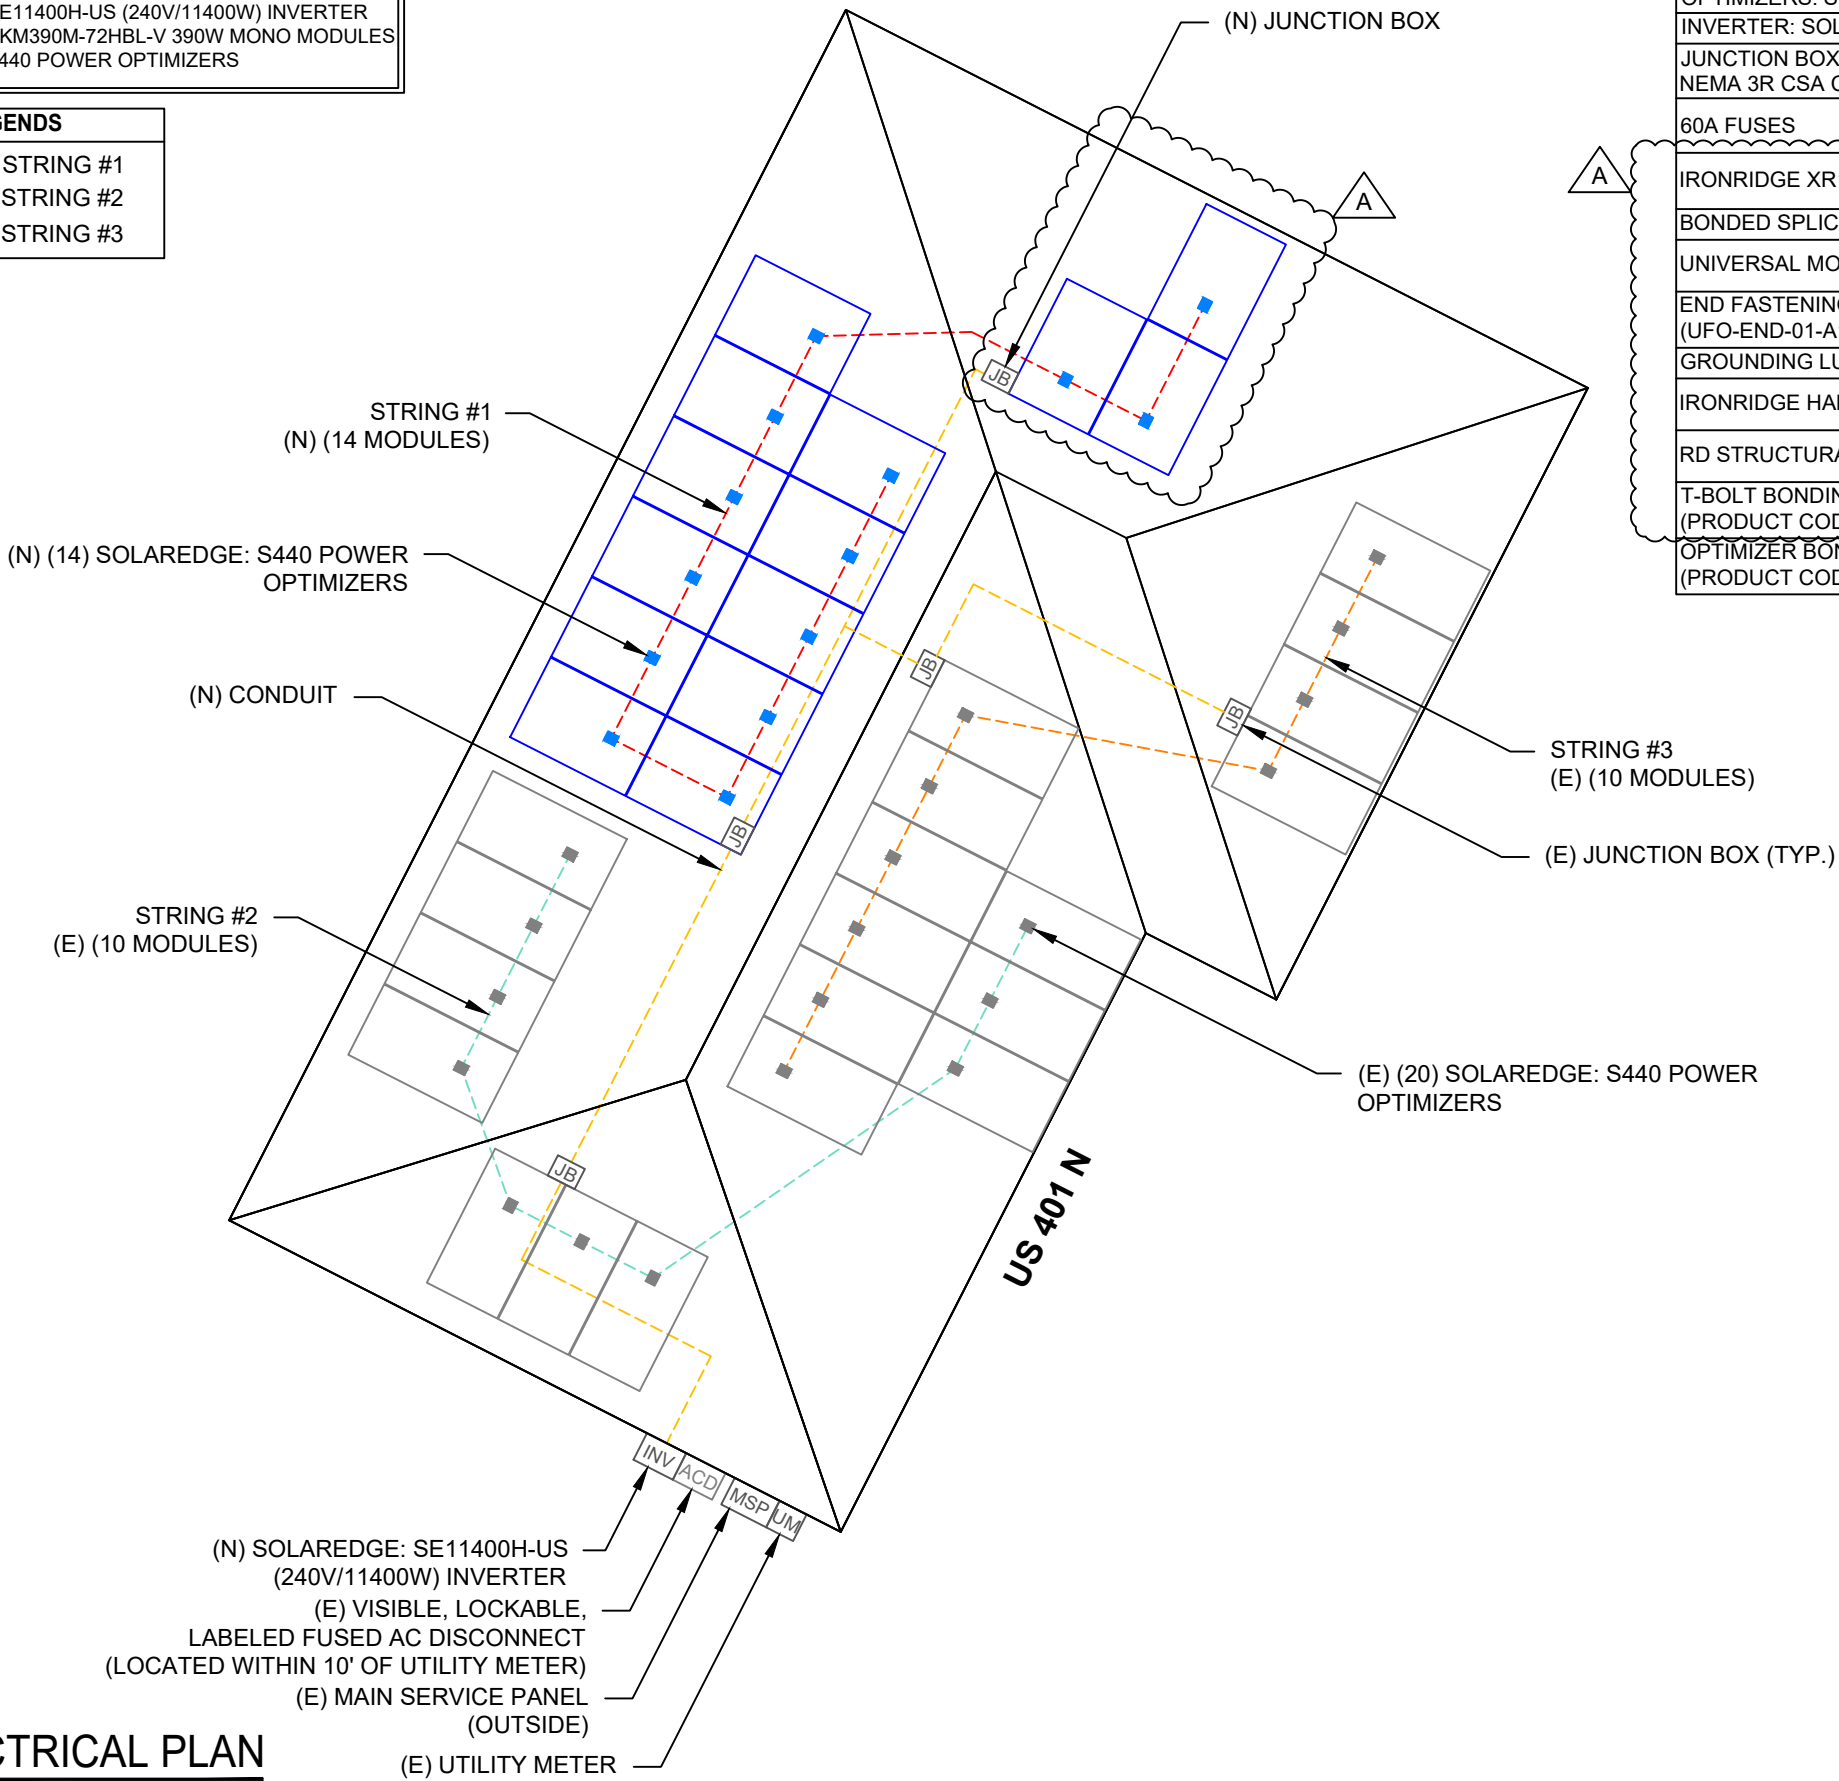 E11400H-US (240V/11400W) INVERTER
KM390M-72HBL-V 390W MONO MODULES
440 POWER OPTIMIZERS
GENDS
STRING #1
STRING #2
STRING #3
(N) JUNCTION BOX
INVERTER: SOL
JUNCTION BOX
NEMA 3R CSA C
60A FUSES
IRONRIDGE XR
BONDED SPLIC
UNIVERSAL MO
END FASTENING
(UFO-END-01-A
GROUNDING LU
IRONRIDGE HA
RD STRUCTURA
T-BOLT BONDIN
(PRODUCT COD
OPTIMIZER BON
(PRODUCT COD
A
A
STRING #1
(N) (14 MODULES)
(N) (14) SOLAREDGE: S440 POWER
OPTIMIZERS
(N) CONDUIT
STRING #2
(E) (10 MODULES)
JB
JB
JB
JB
JB
STRING #3
(E) (10 MODULES)
(E) JUNCTION BOX (TYP.)
(E) (20) SOLAREDGE: S440 POWER
OPTIMIZERS
US 401 N
INV
ACD
MSP
UM
(N) SOLAREDGE: SE11400H-US
(240V/11400W) INVERTER
(E) VISIBLE, LOCKABLE,
LABELED FUSED AC DISCONNECT
(LOCATED WITHIN 10' OF UTILITY METER)
(E) MAIN SERVICE PANEL
(OUTSIDE)
(E) UTILITY METER
CTRICAL PLAN